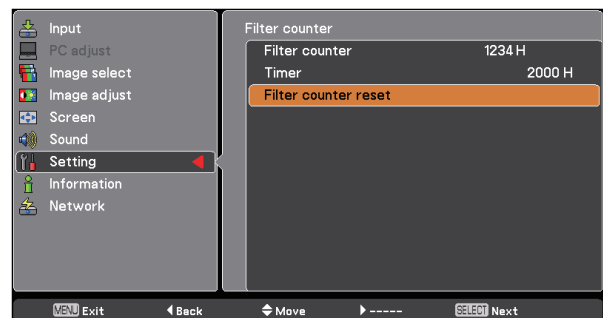 Input
PC adjust
Image select
Image adjust
Screen
Sound
Setting
Information
Network
Filter counter
Filter counter 1234 H
Timer 2000 H
Filter counter reset
MENU Exit Back Move ----- SELECT Next